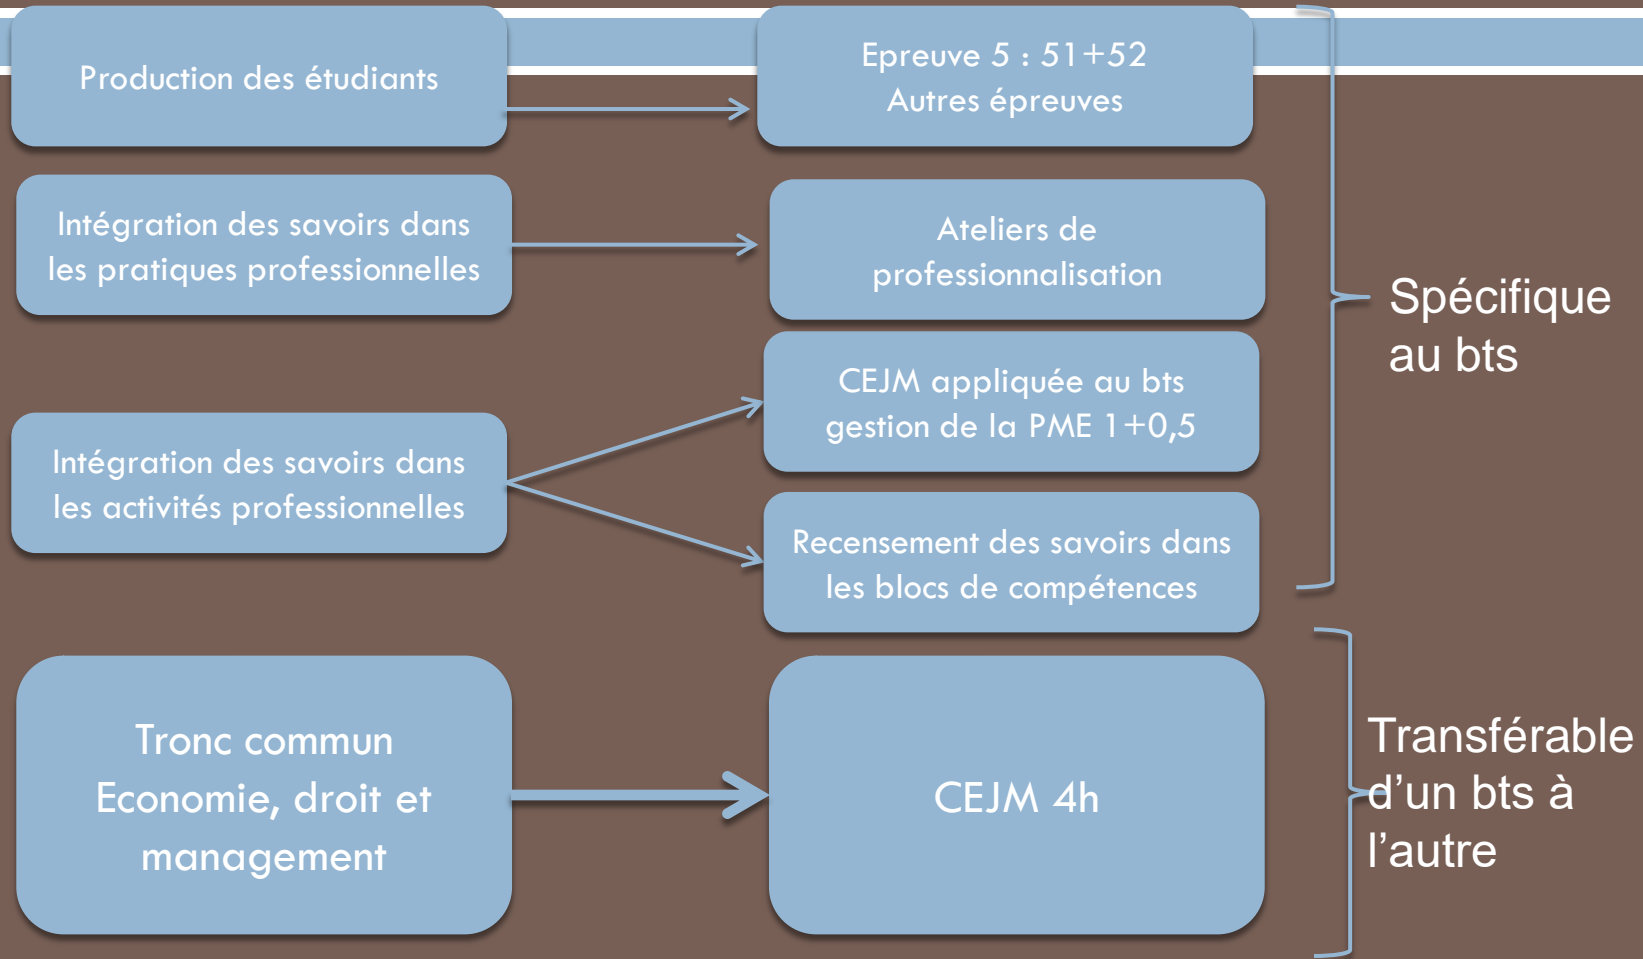 Production des étudiants
Epreuve 5 : 51+52
Autres épreuves
Intégration des savoirs dans
les pratiques professionnelles
Ateliers de
professionnalisation
Spécifique
au bts
CEJM appliquée au bts
gestion de la PME 1+0,5
Intégration des savoirs dans
les activités professionnelles
Recensement des savoirs dans
les blocs de compétences
Tronc commun
Economie, droit et
management
CEJM 4h
Transférable
d’un bts à
l’autre